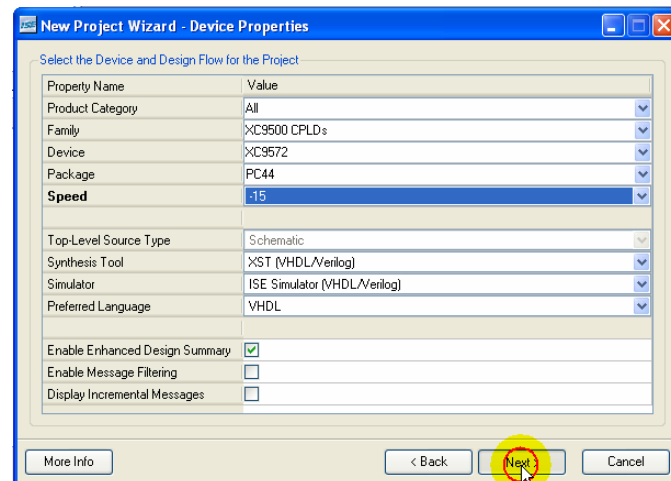 ISE New Project Wizard - Device Properties
Select the Device and Design Flow for the Project
Property Name Value
Product Category All
Family XC9500 CPLDs
Device XC9572
Package PC44
Speed -15
Top-Level Source Type Schematic
Synthesis Tool XST (VHDL/Verilog)
Simulator ISE Simulator (VHDL/Verilog)
Preferred Language VHDL
Enable Enhanced Design Summary
Enable Message Filtering
Display Incremental Messages
More Info < Back Next > Cancel